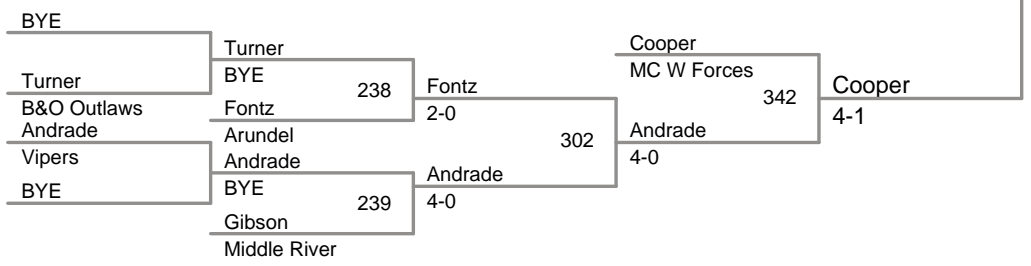 BYE
Turner
B&O Outlaws
Andrade
Vipers
BYE
Turner
BYE
238
Fontz
Arundel
Andrade
BYE
239
Gibson
Middle River
Fontz
2-0
302
Andrade
4-0
Cooper
MC W Forces
342
Andrade
4-0
Cooper
4-1